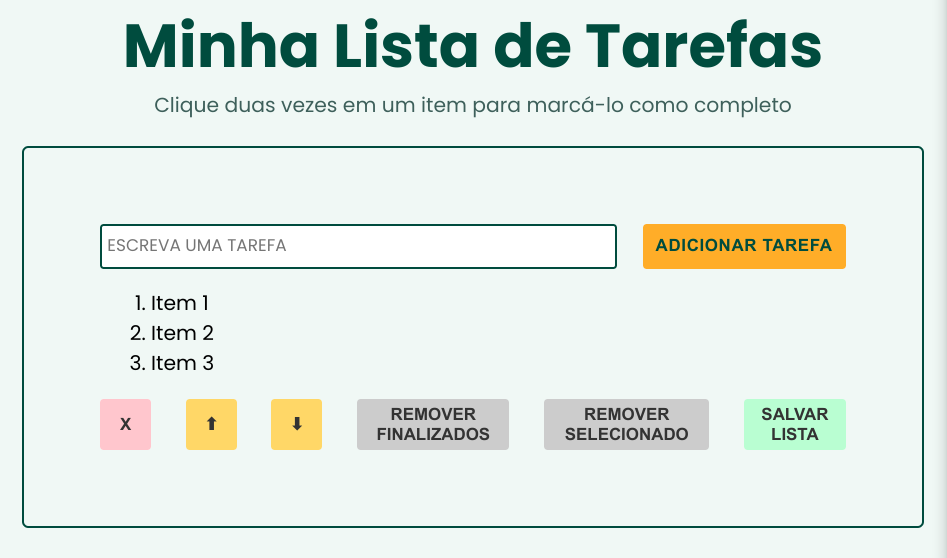 Minha Lista de Tarefas
Clique duas vezes em um item para marcá-lo como completo
ESCREVA UMA TAREFA
ADICIONAR TAREFA
1. Item 1
2. Item 2
3. Item 3
X
⬆
⬇
REMOVER
FINALIZADOS
REMOVER
SELECIONADO
SALVAR
LISTA